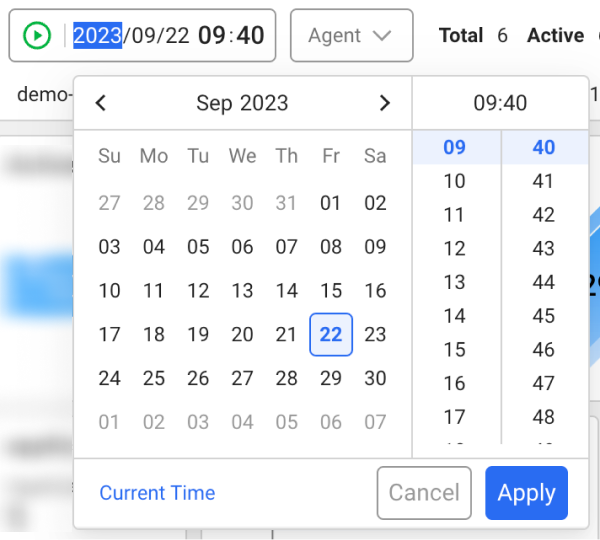 2023/09/22 09:40 Agent Total 6 Active
demo-
Sep 2023 09:40
Su Mo Tu We Th Fr Sa 09 40
27 28 29 30 31 01 02 10 41
03 04 05 06 07 08 09 11 42
10 11 12 13 14 15 16 12 43
17 18 19 20 21 22 23 13 44
24 25 26 27 28 29 30 14 45
01 02 03 04 05 06 07 15 46
16 47
17 48
Current Time Cancel Apply